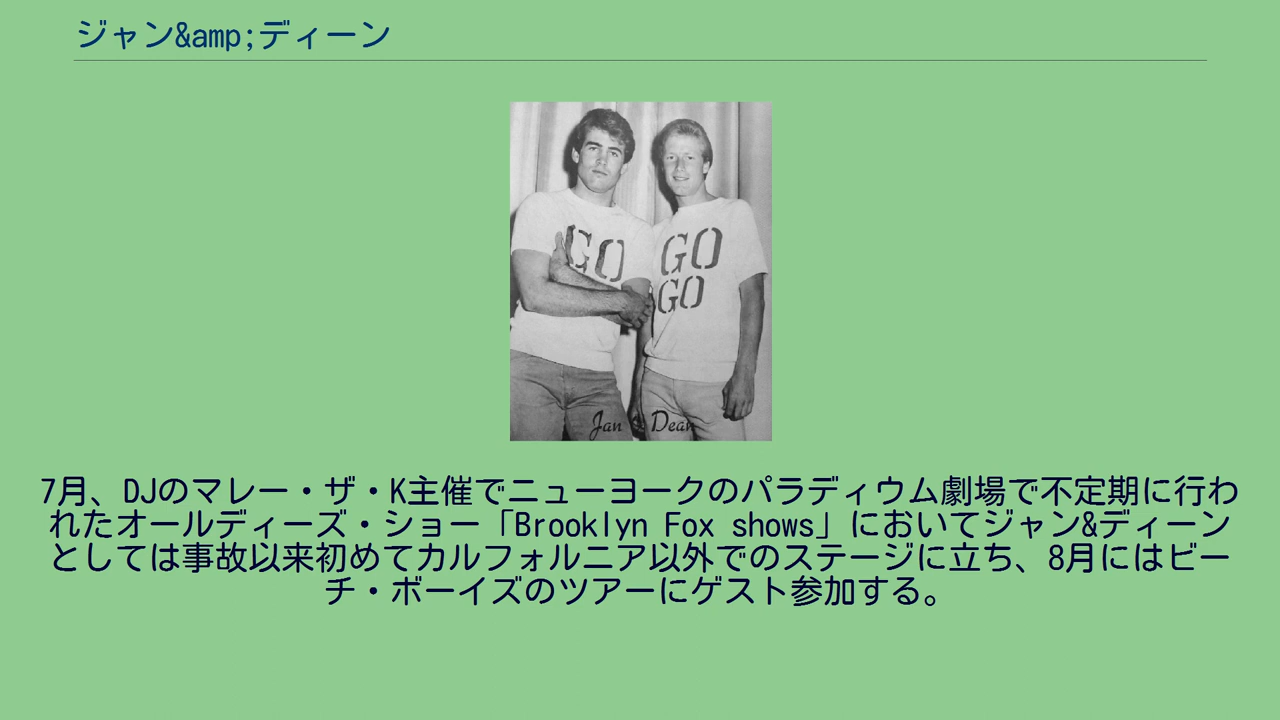 ジャン&amp;ディーン
GO
GO
GO
Jan & Dean
7月、DJのマレー・ザ・K主催でニューヨークのパラディウム劇場で不定期に行わ
れたオールディーズ・ショー「Brooklyn Fox shows」においてジャン&ディーン
としては事故以来初めてカルフォルニア以外でのステージに立ち、8月にはビー
チ・ボーイズのツアーにゲスト参加する。